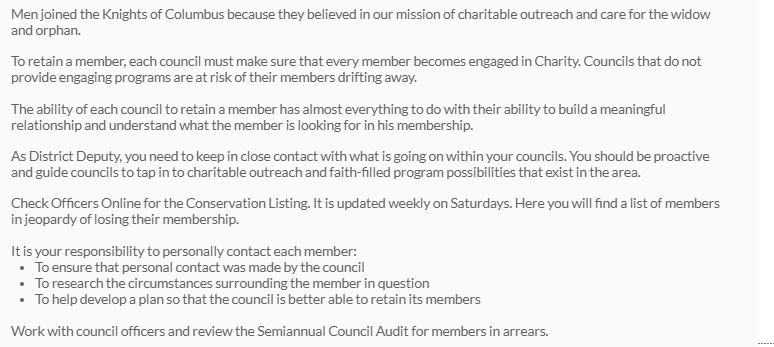 Men joined the Knights of Columbus because they believed in our mission of charitable outreach and care for the widow
and orphan.
To retain a member, each council must make sure that every member becomes engaged in Charity. Councils that do not
provide engaging programs are at risk of their members drifting away.
The ability of each council to retain a member has almost everything to do with their ability to build a meaningful
relationship and understand what the member is looking for in his membership.
As District Deputy, you need to keep in close contact with what is going on within your councils. You should be proactive
and guide councils to tap in to charitable outreach and faith-filled program possibilities that exist in the area.
Check Officers Online for the Conservation Listing. It is updated weekly on Saturdays. Here you will find a list of members
in jeopardy of losing their membership.
It is your responsibility to personally contact each member:
• To ensure that personal contact was made by the council
• To research the circumstances surrounding the member in question
• To help develop a plan so that the council is better able to retain its members
Work with council officers and review the Semiannual Council Audit for members in arrears.